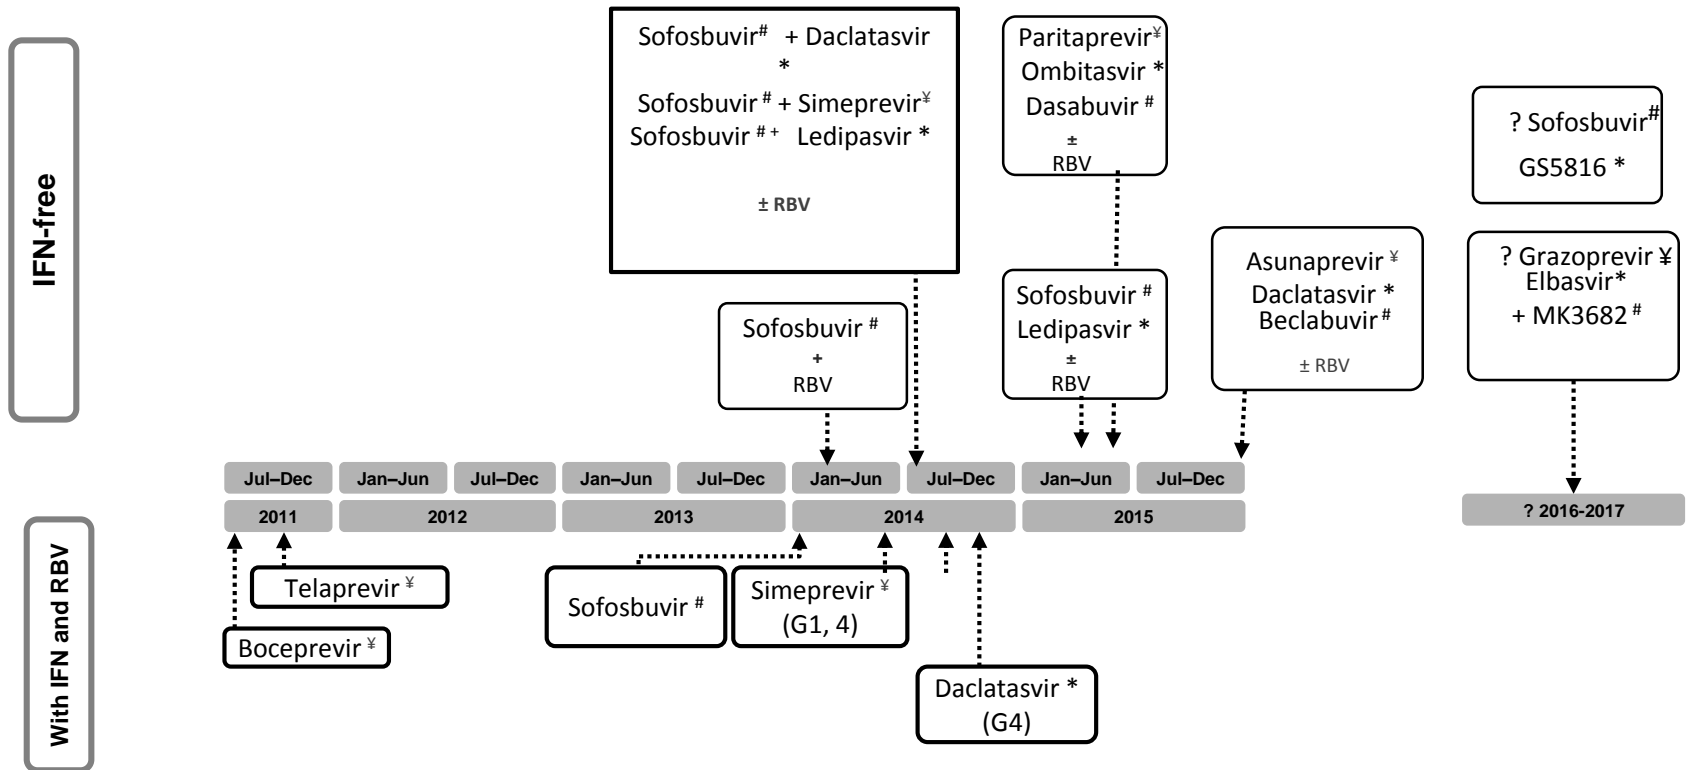 IFN-free
Sofosbuvir# + Daclatasvir
*
Sofosbuvir # + Simeprevir¥
Sofosbuvir # + Ledipasvir *
± RBV
Paritaprevir¥
Ombitasvir *
Dasabuvir #
±
RBV
? Sofosbuvir#
GS5816 *
Sofosbuvir #
+
RBV
Sofosbuvir #
Ledipasvir *
±
RBV
Asunaprevir ¥
Daclatasvir *
Beclabuvir #
± RBV
? Grazoprevir ¥
Elbasvir*
+ MK3682 #
Jul–Dec Jan–Jun Jul–Dec Jan–Jun Jul–Dec Jan–Jun Jul–Dec Jan–Jun Jul–Dec
2011 2012 2013 2014 2015 ? 2016-2017
With IFN and RBV
Telaprevir ¥
Boceprevir ¥
Sofosbuvir #
Simeprevir ¥
(G1, 4)
Daclatasvir *
(G4)